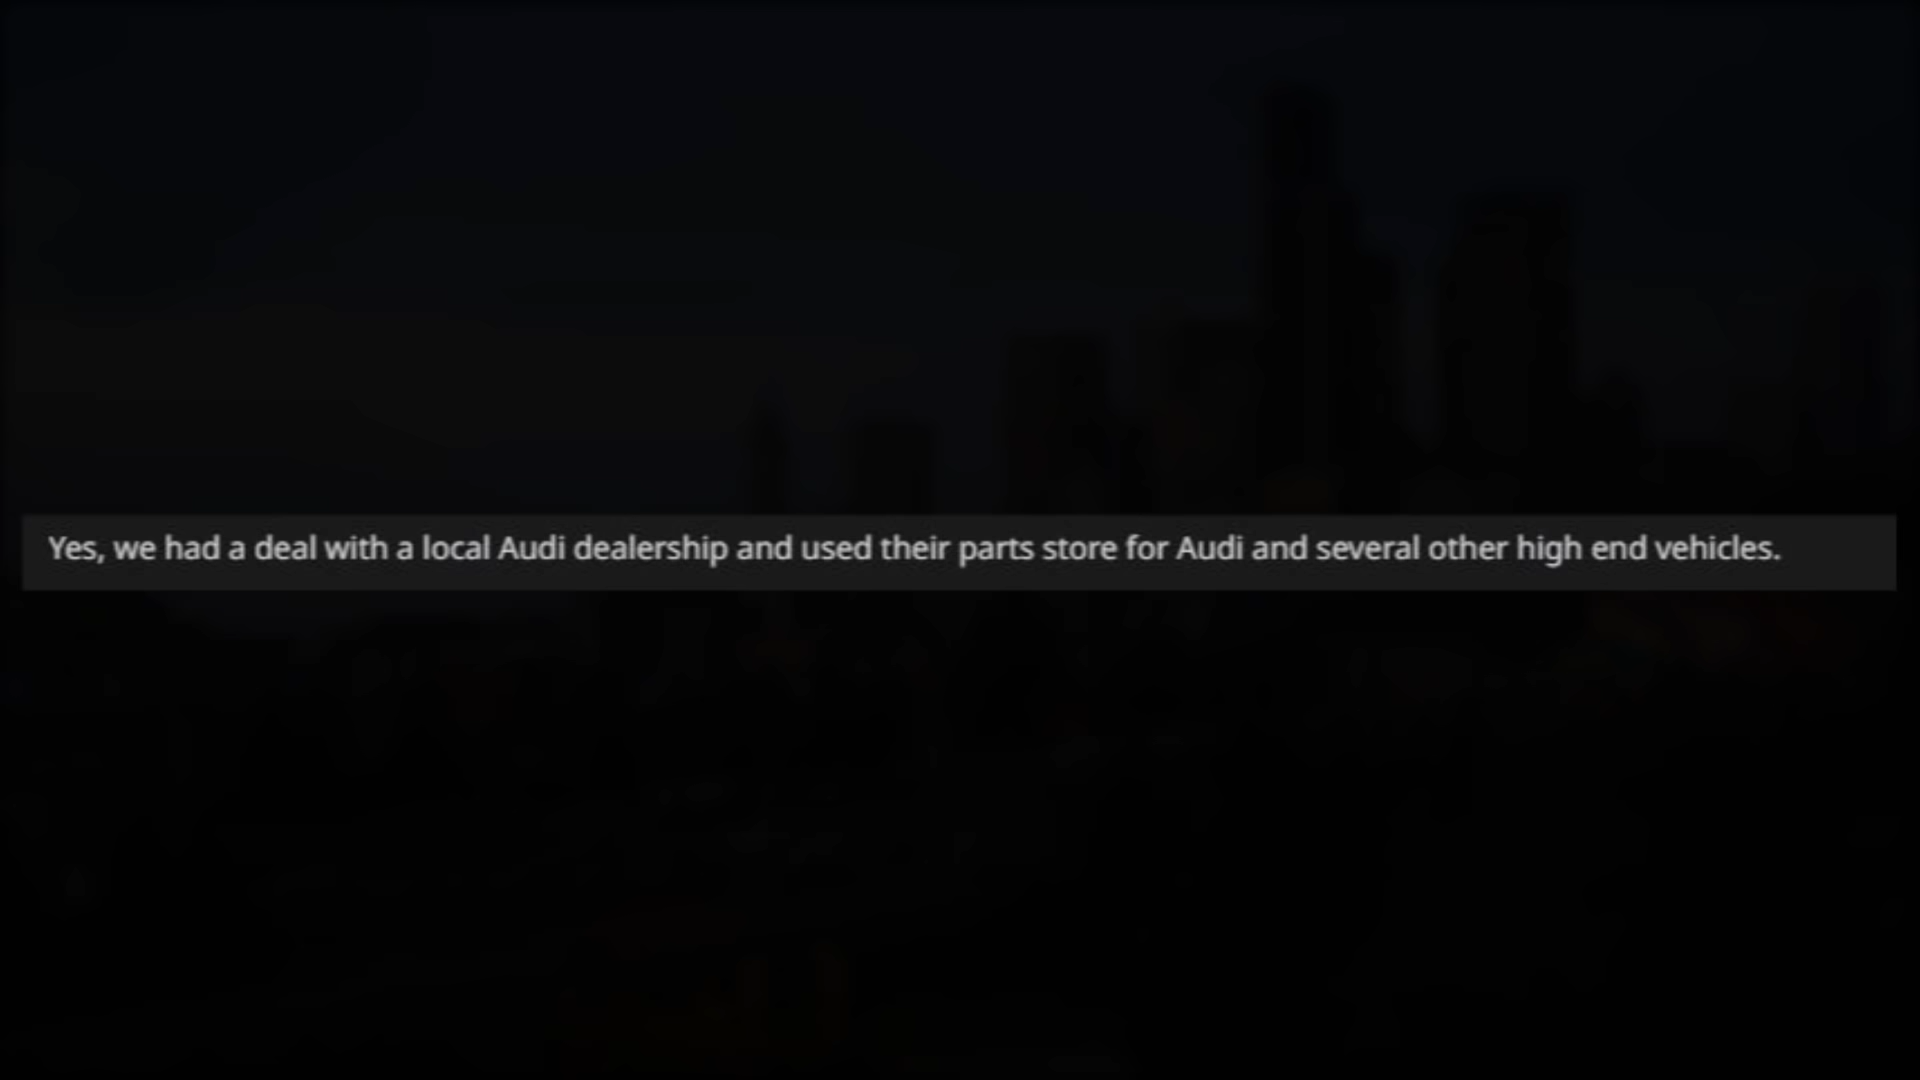 Yes, we had a deal with a local Audi dealership and used their parts store for Audi and several other high end vehicles.